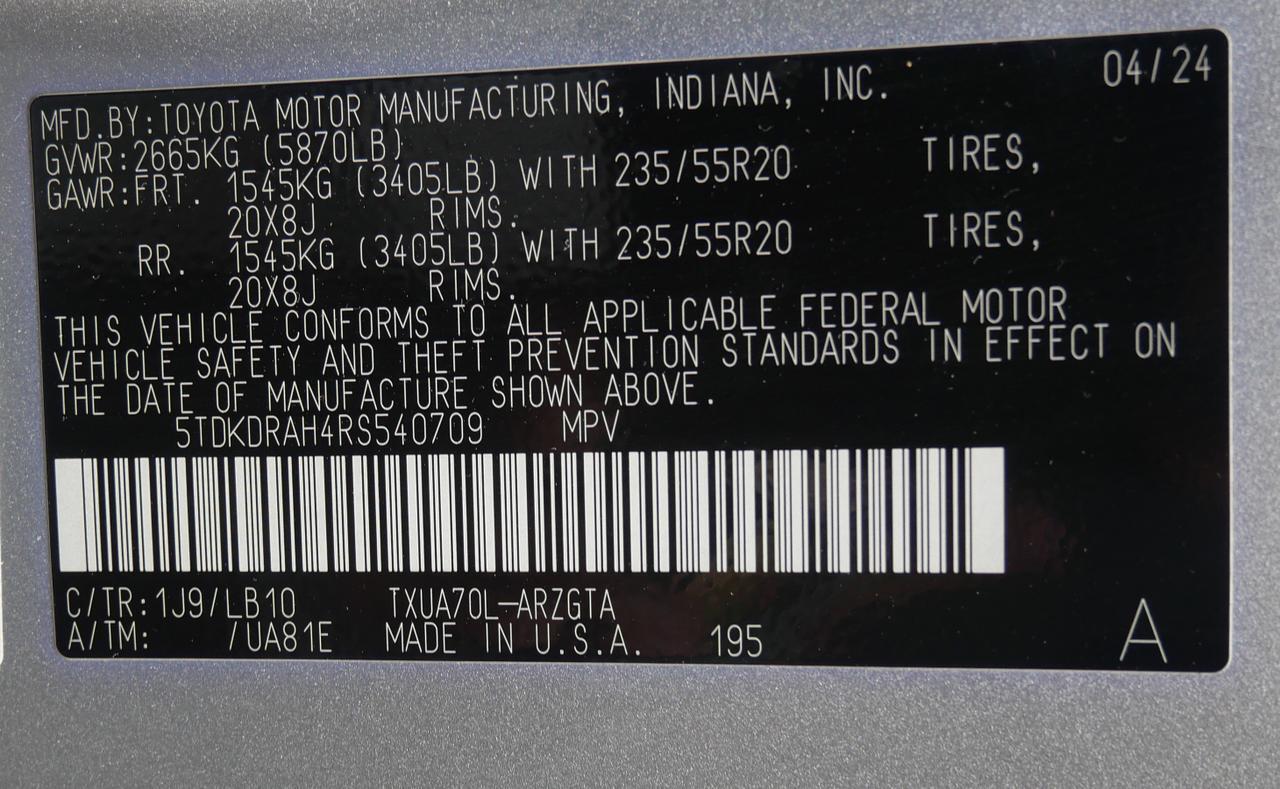 04/24
MFD.BY:TOYOTA MOTOR MANUFACTURING, INDIANA, INC.
GVWR:2665KG (5870LB)
GAWR:FRT. 1545KG (3405LB) WITH 235/55R20 TIRES,
20X8J RIMS.
RR. 1545KG (3405LB) WITH 235/55R20 TIRES,
20X8J RIMS.
THIS VEHICLE CONFORMS TO ALL APPLICABLE FEDERAL MOTOR
VEHICLE SAFETY AND THEFT PREVENTION STANDARDS IN EFFECT ON
THE DATE OF MANUFACTURE SHOWN ABOVE.
5TDKDRAH4RS540709 MPV
C/TR:1J9/LB10 TXUA70L-ARZGTA
A/TM: /UA81E MADE IN U.S.A. 195
A